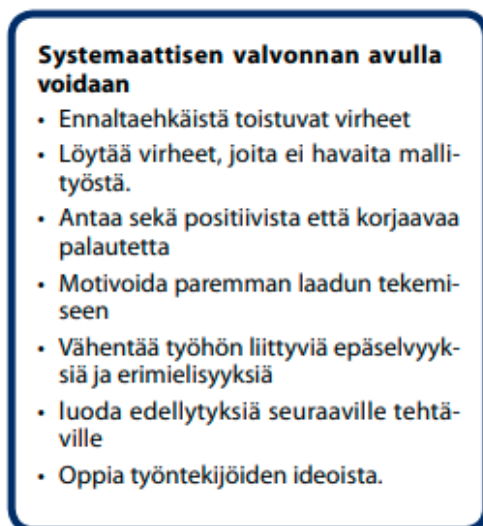 Systemaattisen valvonnan avulla
voidaan
• Ennaltaehkäistä toistuvat virheet
• Löytää virheet, joita ei havaita malli-
työstä.
• Antaa sekä positiivista että korjaavaa
palautetta
• Motivoida paremman laadun tekemi-
seen
• Vähentää työhön liittyviä epäselvyyk-
siä ja erimielisyyksiä
• luoda edellytyksiä seuraaville tehtä-
ville
• Oppia työntekijöiden ideoista.